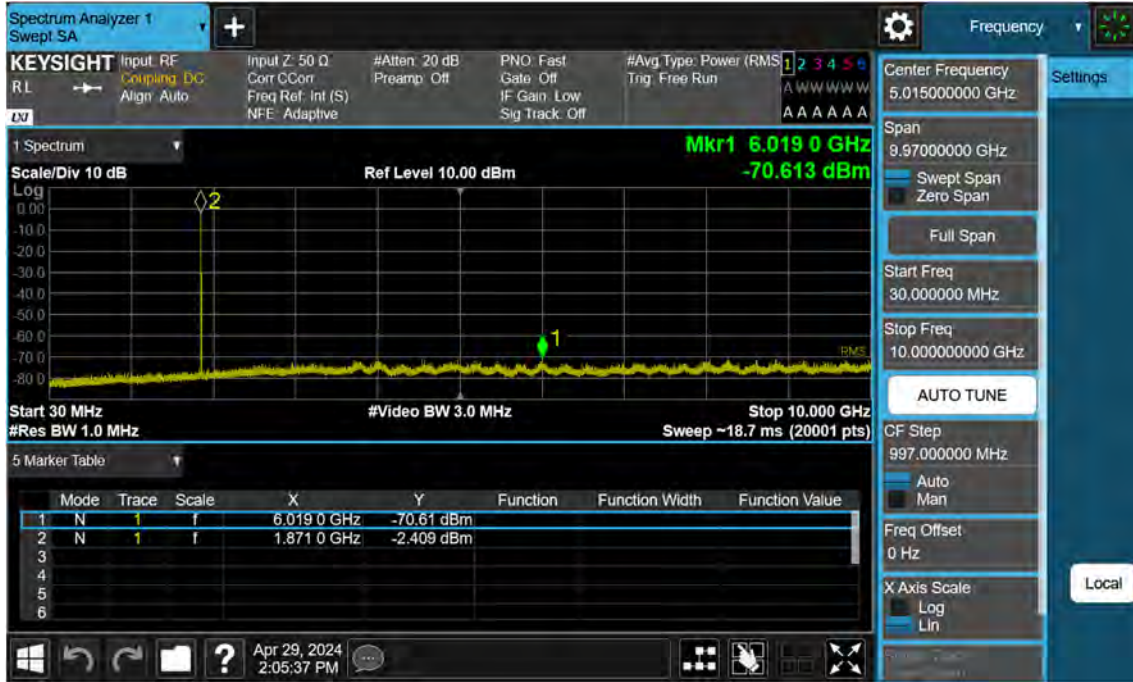 Spectrum Analyzer 1
Swept SA
Frequency
KEYSIGHT
RL
LXI
Input: RF
Coupling: DC
Align: Auto
Input Z: 50 Ω
Corr CCorr
Freq Ref: Int (S)
NFE: Adaptive
#Atten: 20 dB
Preamp: Off
PNO: Fast
Gate: Off
IF Gain: Low
Sig Track: Off
#Avg Type: Power (RMS
Trig: Free Run
1 2 3 4 5 6
A W W W W W
A A A A A A
Settings
1 Spectrum
Scale/Div 10 dB
Ref Level 10.00 dBm
Mkr1 6.019 0 GHz
-70.613 dBm
Log
0.00
-10.0
-20.0
-30.0
-40.0
-50.0
-60.0
-70.0
-80.0
2
1
RMS
Start 30 MHz
#Video BW 3.0 MHz
Stop 10.000 GHz
#Res BW 1.0 MHz
Sweep ~18.7 ms (20001 pts)
5 Marker Table
Mode Trace Scale X Y Function Function Width Function Value
1 N 1 f 6.019 0 GHz -70.61 dBm
2 N 1 f 1.871 0 GHz -2.409 dBm
3
4
5
6
Center Frequency
5.015000000 GHz
Span
9.97000000 GHz
Swept Span
Zero Span
Full Span
Start Freq
30.000000 MHz
Stop Freq
10.000000000 GHz
AUTO TUNE
CF Step
997.000000 MHz
Auto
Man
Freq Offset
0 Hz
X Axis Scale
Log
Lin
Local
?
Apr 29, 2024
2:05:37 PM